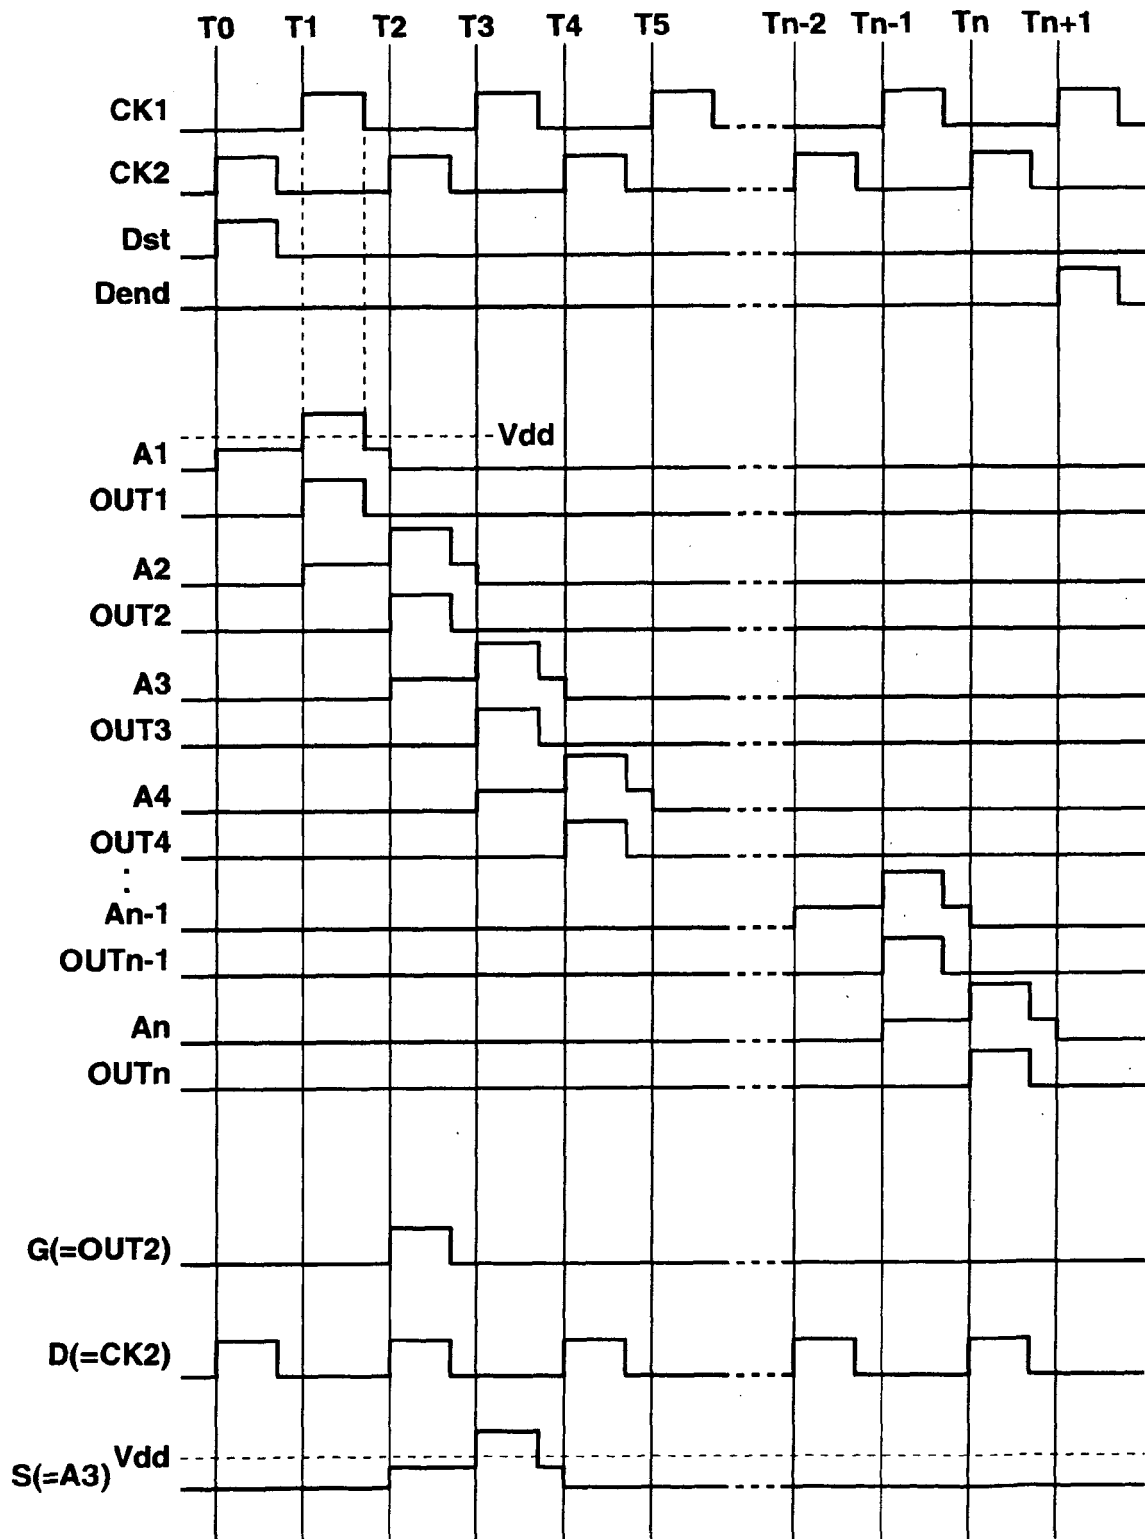 T0 T1 T2 T3 T4 T5 Tn-2 Tn-1 Tn Tn+1
CK1
CK2
Dst
Dend
Vdd
A1
OUT1
A2
OUT2
A3
OUT3
A4
OUT4
An-1
OUTn-1
An
OUTn
G(=OUT2)
D(=CK2)
Vdd
S(=A3)